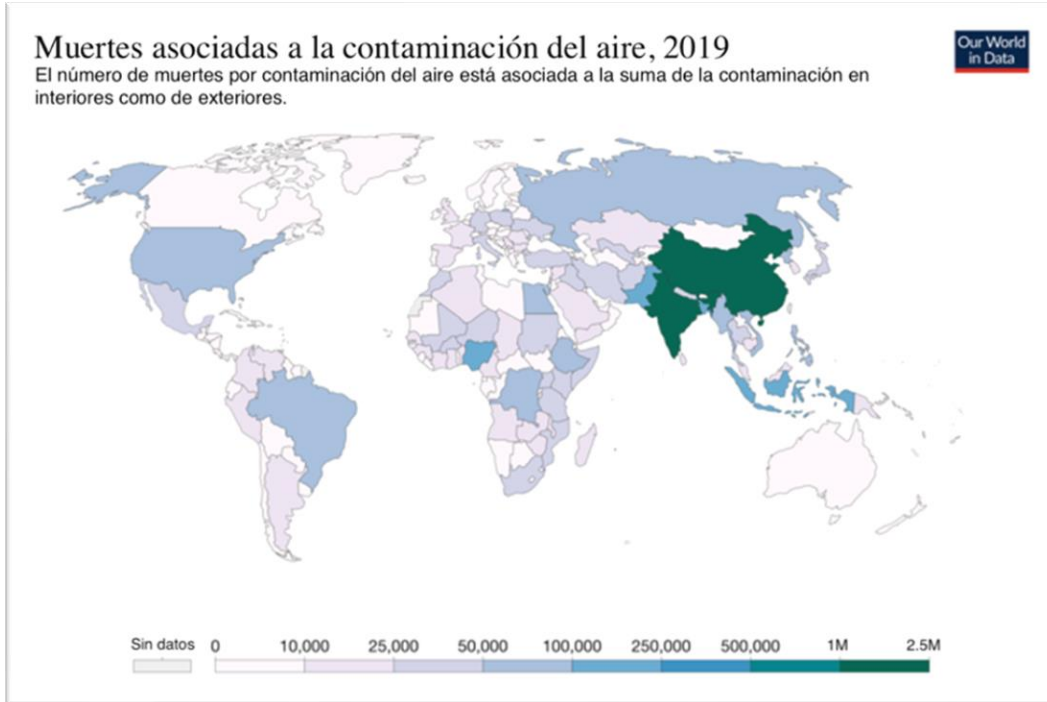 Muertes asociadas a la contaminación del aire, 2019
Our World
in Data
El número de muertes por contaminación del aire está asociada a la suma de la contaminación en
interiores como de exteriores.
Sin datos 0 10,000 25,000 50,000 100,000 250,000 500,000 1M 2.5M